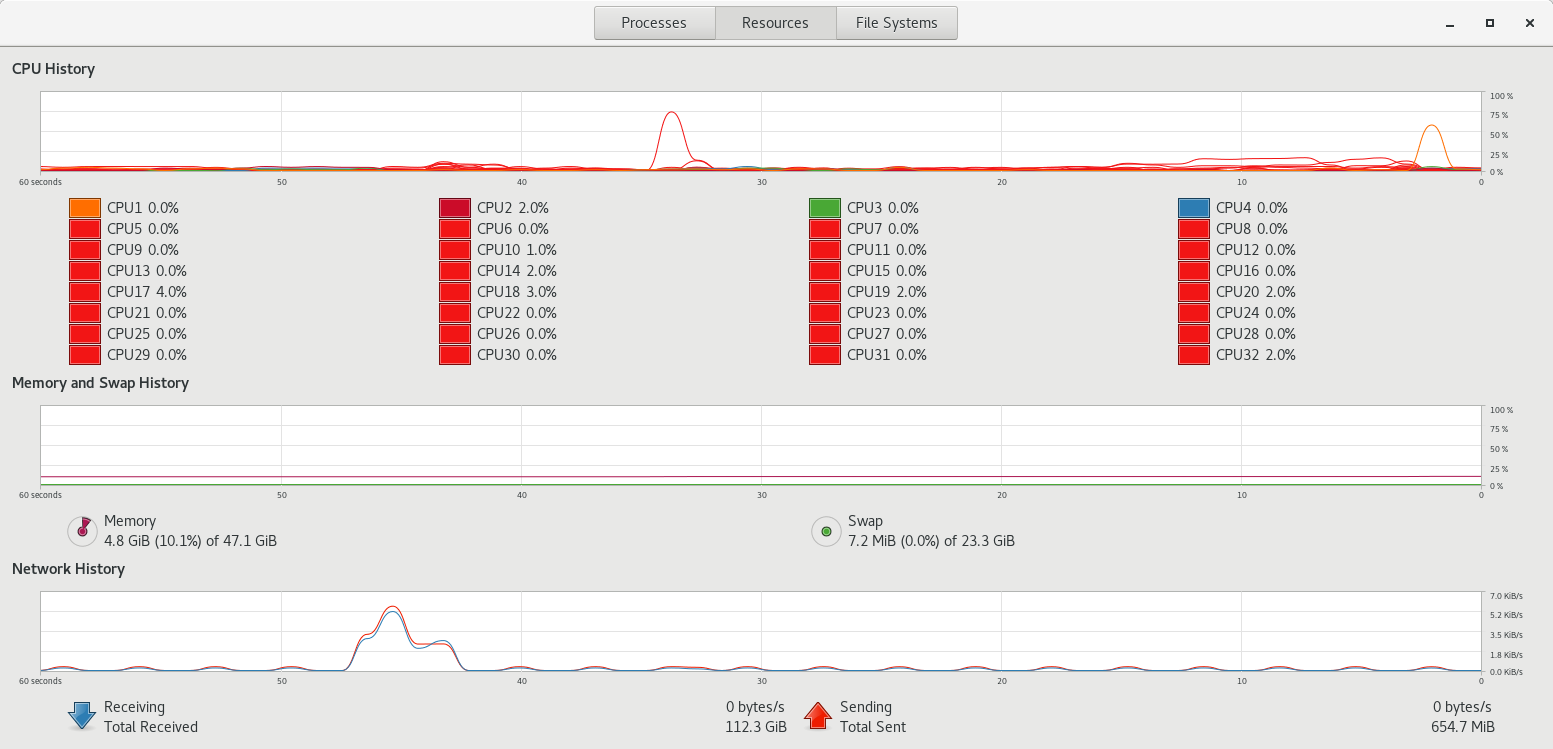 Processes Resources File Systems
CPU History
100 %
75 %
50 %
25 %
0 %
60 seconds 50 40 30 20 10 0
CPU1 0.0% CPU2 2.0% CPU3 0.0% CPU4 0.0%
CPU5 0.0% CPU6 0.0% CPU7 0.0% CPU8 0.0%
CPU9 0.0% CPU10 1.0% CPU11 0.0% CPU12 0.0%
CPU13 0.0% CPU14 2.0% CPU15 0.0% CPU16 0.0%
CPU17 4.0% CPU18 3.0% CPU19 2.0% CPU20 2.0%
CPU21 0.0% CPU22 0.0% CPU23 0.0% CPU24 0.0%
CPU25 0.0% CPU26 0.0% CPU27 0.0% CPU28 0.0%
CPU29 0.0% CPU30 0.0% CPU31 0.0% CPU32 2.0%
Memory and Swap History
100 %
75 %
50 %
25 %
0 %
60 seconds 50 40 30 20 10 0
Memory Swap
4.8 GiB (10.1%) of 47.1 GiB 7.2 MiB (0.0%) of 23.3 GiB
Network History
7.0 KiB/s
5.2 KiB/s
3.5 KiB/s
1.8 KiB/s
0.0 KiB/s
60 seconds 50 40 30 20 10 0
Receiving 0 bytes/s Sending 0 bytes/s
Total Received 112.3 GiB Total Sent 654.7 MiB